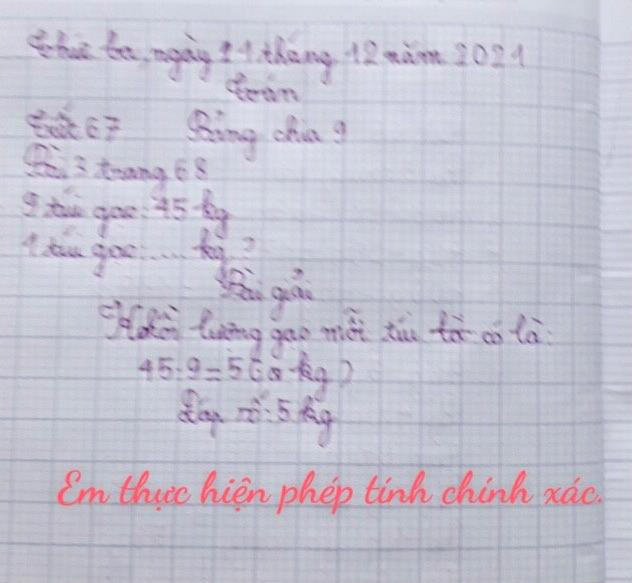 Thứ ba, ngày 21 tháng 12 năm 2021
Toán
Tiết 67 Bảng chia 9
Bài 3 trang 68
9 túi gạo: 45 kg
1 túi gạo:.... kg?
Bài giải
Khối lượng gạo mỗi túi có là:
45:9=5( kg)
Đáp số: 5 kg
Em thực hiện phép tính chính xác.